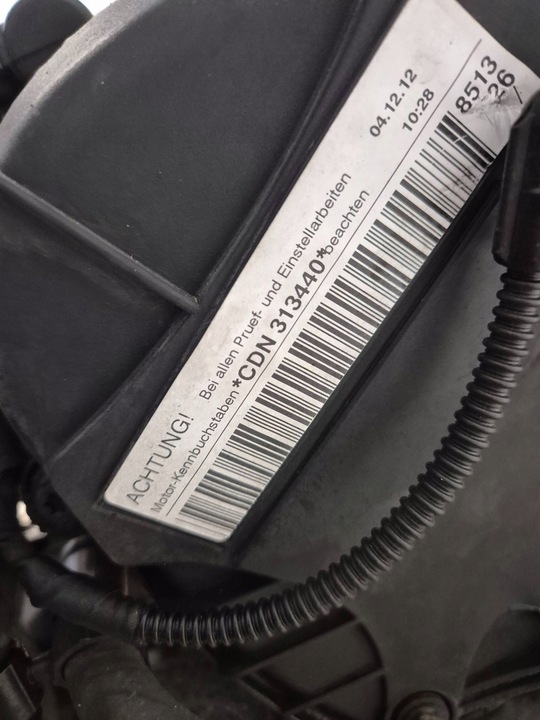 04.12.12
10:28
8513
26
ACHTUNG! Bei allen Pruef- und Einstellarbeiten
Motor-Kennbuchstaben *CDN 313440* beachten